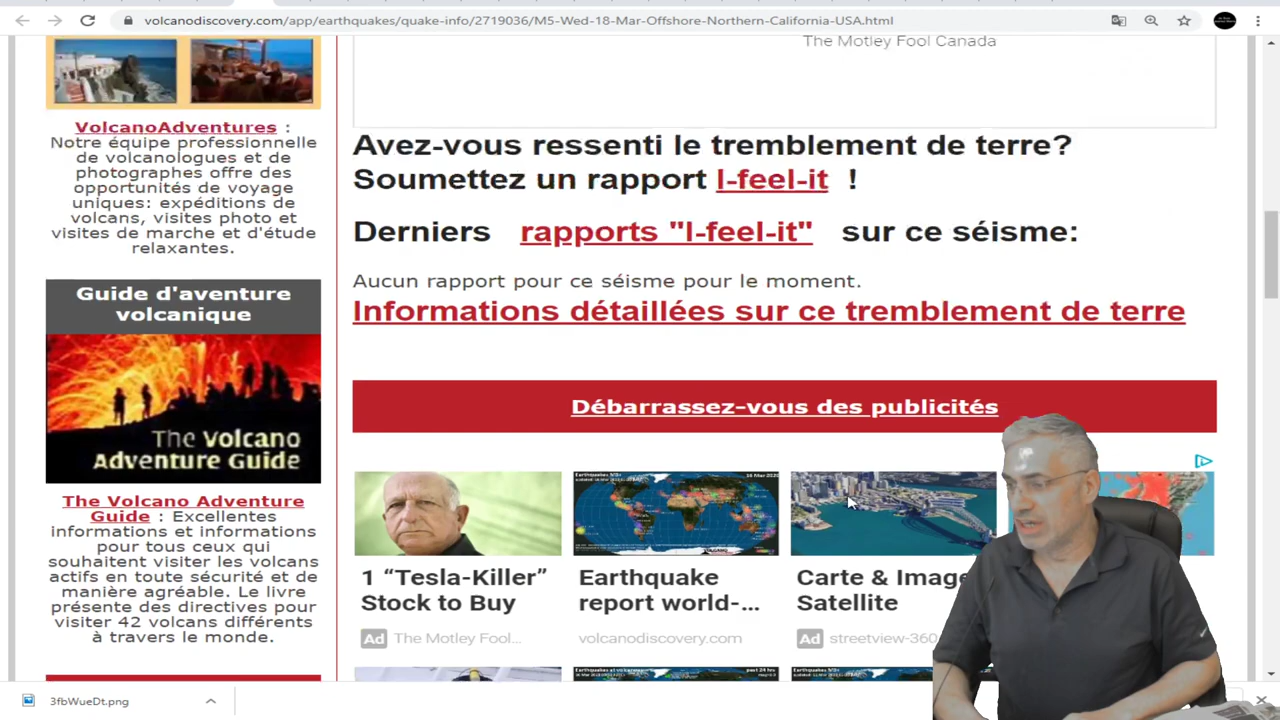 volcanodiscovery.com/app/earthquakes/quake-info/2719036/M5-Wed-18-Mar-Offshore-Northern-California-USA.html
VolcanoAdventures :
Notre équipe professionnelle
de volcanologues et de
photographes offre des
opportunités de voyage
uniques: expéditions de
volcans, visites photo et
visites de marche et d'étude
relaxantes.
Guide d'aventure
volcanique
The Volcano
Adventure Guide
The Volcano Adventure
Guide : Excellentes
informations et informations
pour tous ceux qui
souhaitent visiter les volcans
actifs en toute sécurité et de
manière agréable. Le livre
présente des directives pour
visiter 42 volcans différents
à travers le monde.
The Motley Fool Canada
Avez-vous ressenti le tremblement de terre?
Soumettez un rapport I-feel-it !
Derniers rapports "I-feel-it" sur ce séisme:
Aucun rapport pour ce séisme pour le moment.
Informations détaillées sur ce tremblement de terre
Débarrassez-vous des publicités
1 “Tesla-Killer”
Stock to Buy
Ad The Motley Fool...
Earthquake
report world-...
volcanodiscovery.com
Carte & Image
Satellite
Ad streetview-360
3fbWueDt.png